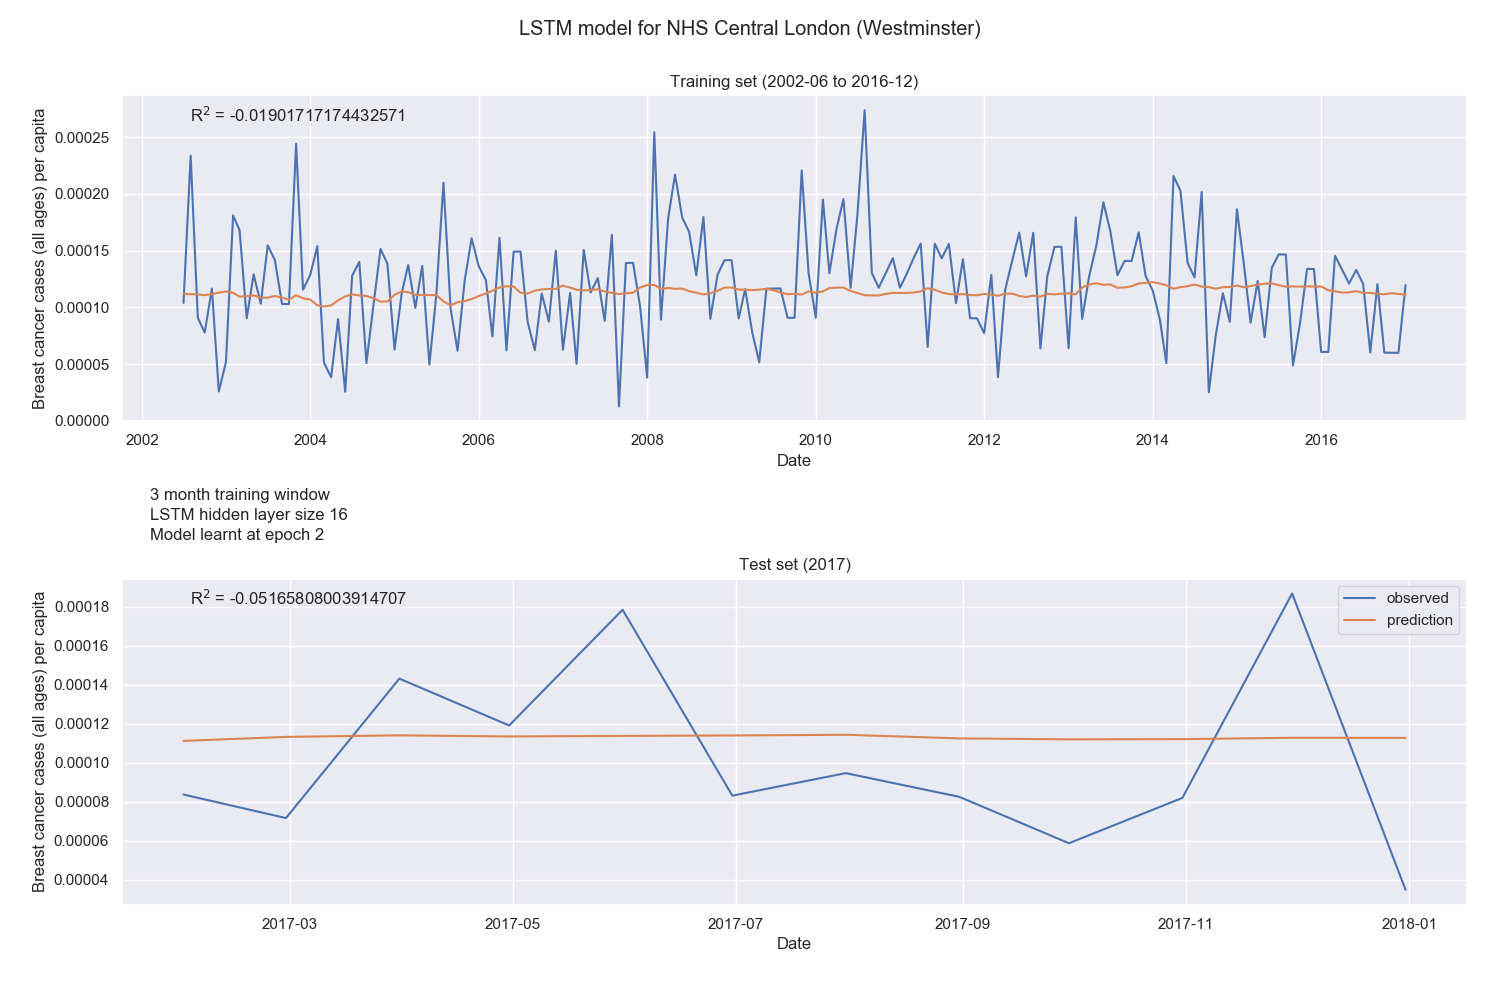 LSTM model for NHS Central London (Westminster)
Training set (2002-06 to 2016-12)
R² = -0.01901717174432571
Breast cancer cases (all ages) per capita
0.00025
0.00020
0.00015
0.00010
0.00005
0.00000
2002 2004 2006 2008 2010 2012 2014 2016
Date
3 month training window
LSTM hidden layer size 16
Model learnt at epoch 2
Test set (2017)
R² = -0.05165808003914707
observed
prediction
Breast cancer cases (all ages) per capita
0.00018
0.00016
0.00014
0.00012
0.00010
0.00008
0.00006
0.00004
2017-03 2017-05 2017-07 2017-09 2017-11 2018-01
Date